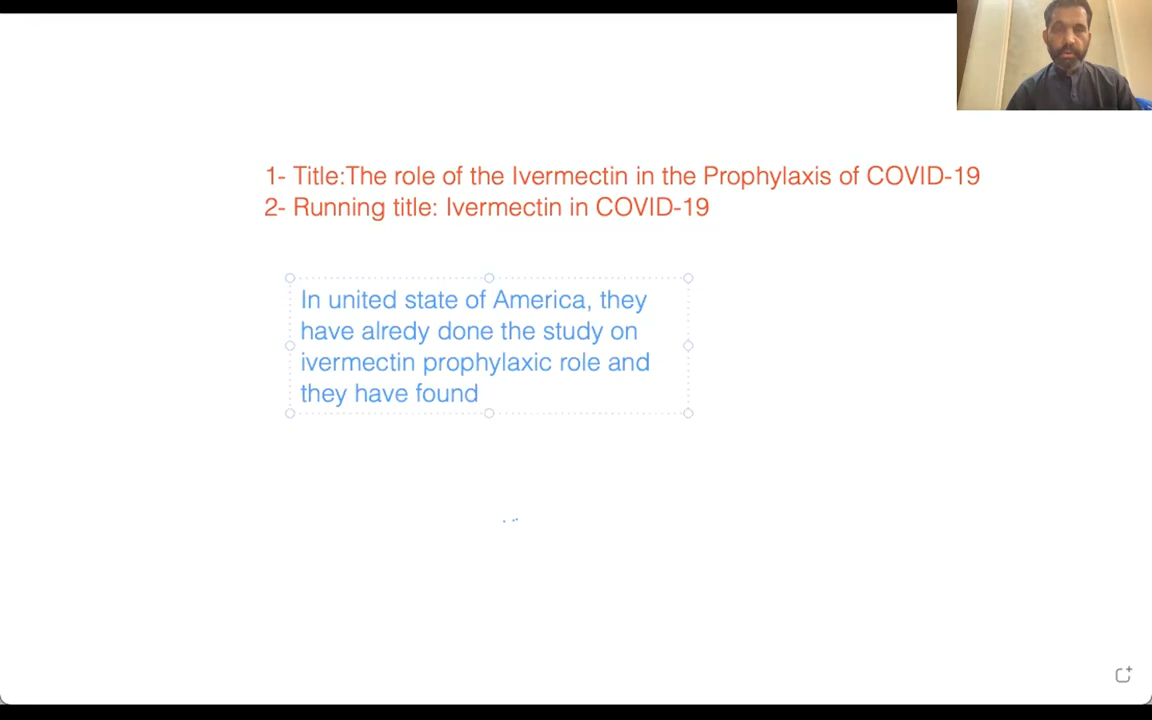 1- Title:The role of the Ivermectin in the Prophylaxis of COVID-19
2- Running title: Ivermectin in COVID-19
In united state of America, they
have alredy done the study on
ivermectin prophylaxic role and
they have found